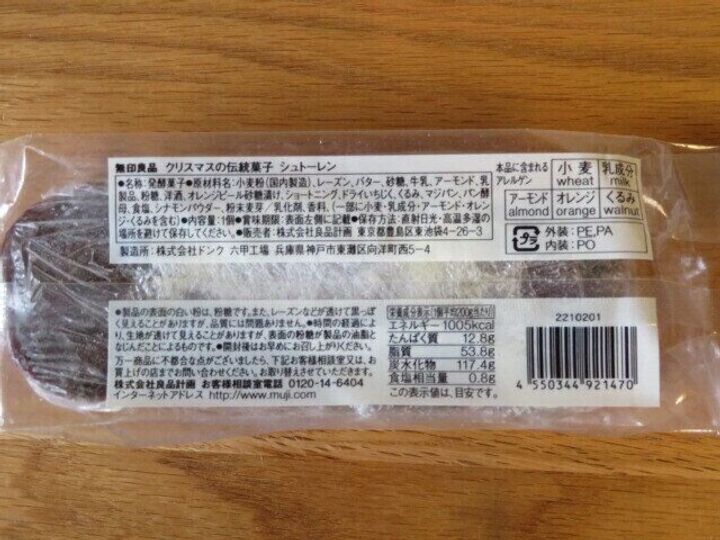 無印良品 クリスマスの伝統菓子 シュトーレン
●名称:発酵菓子●原材料名:小麦粉(国内製造)、レーズン、バター、砂糖、牛乳、アーモンド、乳
製品、粉糖、洋酒、オレンジピール砂糖漬け、ショートニング、ドライいちじく、くるみ、マジパン、パン酵
母、食塩、シナモンパウダー、粉末麦芽／乳化剤、香料、(一部に小麦・乳成分・アーモンド・オレン
ジ・くるみを含む)●内容量:1個●賞味期限:表面左側に記載●保存方法:直射日光・高温多湿の
場所を避けて保存してください。●販売者:株式会社良品計画 東京都豊島区東池袋4-26-3
製造所:株式会社ドンク 六甲工場 兵庫県神戸市東灘区向洋町西5-4
本品に含まれる
アレルゲン
小麦
wheat
乳成分
milk
アーモンド
almond
オレンジ
orange
くるみ
walnut
プラ
外装:PE,PA
内装:PO
●製品の表面の白い粉は、粉糖です。また、レーズンなどが透けて黒っぽ
く見えることがありますが、品質には問題ありません。●時間の経過によ
り、生地が透けて見えることがありますが、表面の粉糖が製品の油脂と
なじんだことによるものです。●開封後はお早めにお召し上がりください。
万一商品に不都合な点がございましたら、下記お客様相談室又は、お
買上げの店までお問い合わせください。お取り替えさせていただきます。
株式会社良品計画 お客様相談室電話 0120-14-6404
インターネットアドレス http://www.muji.com/
栄養成分表示(1個平均200g当たり)
エネルギー 1005kcal
たんぱく質 12.8g
脂質 53.8g
炭水化物 117.4g
食塩相当量 0.8g
この表示値は、目安です。
2210201
4 550344 921470